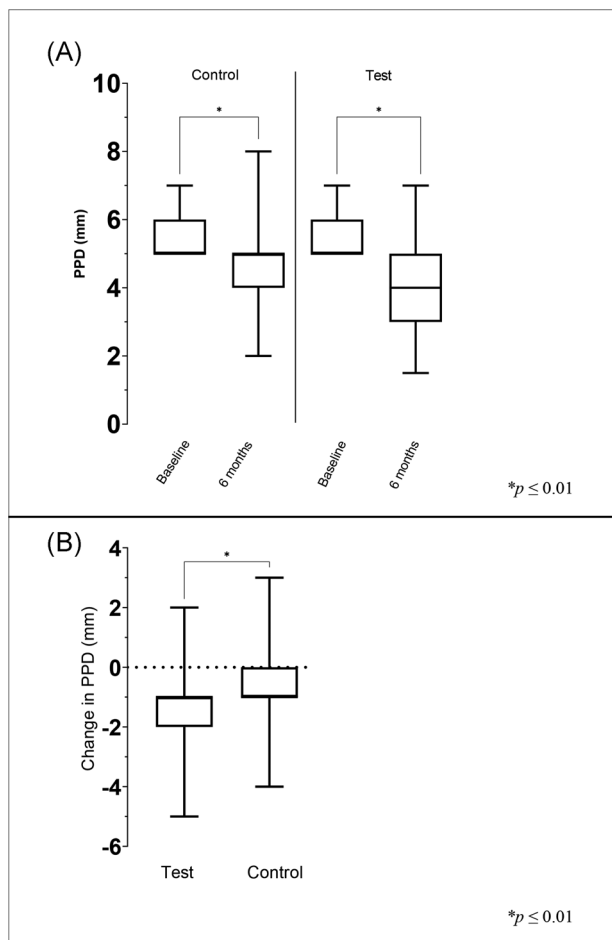 (A)
Control
Test
*
*
PPD (mm)
10
8
6
4
2
0
Baseline
6 months
Baseline
6 months
*p ≤ 0.01
(B)
*
Change in PPD (mm)
4
2
0
-2
-4
-6
Test
Control
*p ≤ 0.01